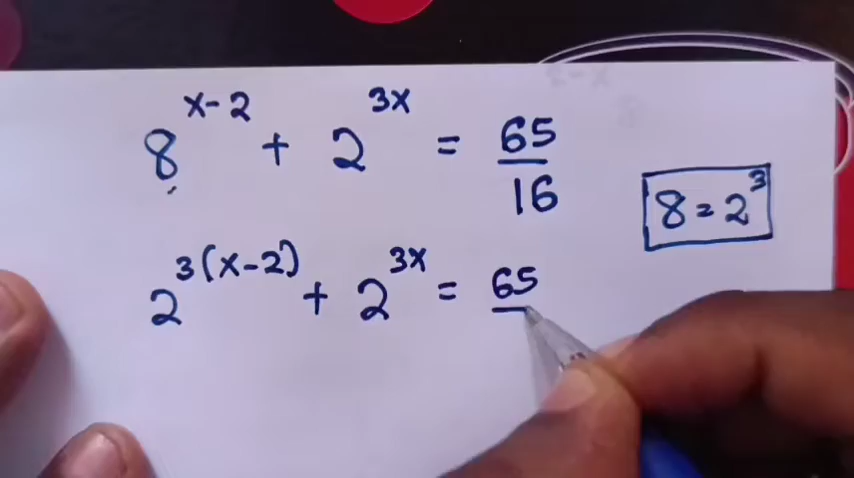 8^(x-2) + 2^(3x) = 65/16
8 = 2^3
2^(3(x-2)) + 2^(3x) = 65